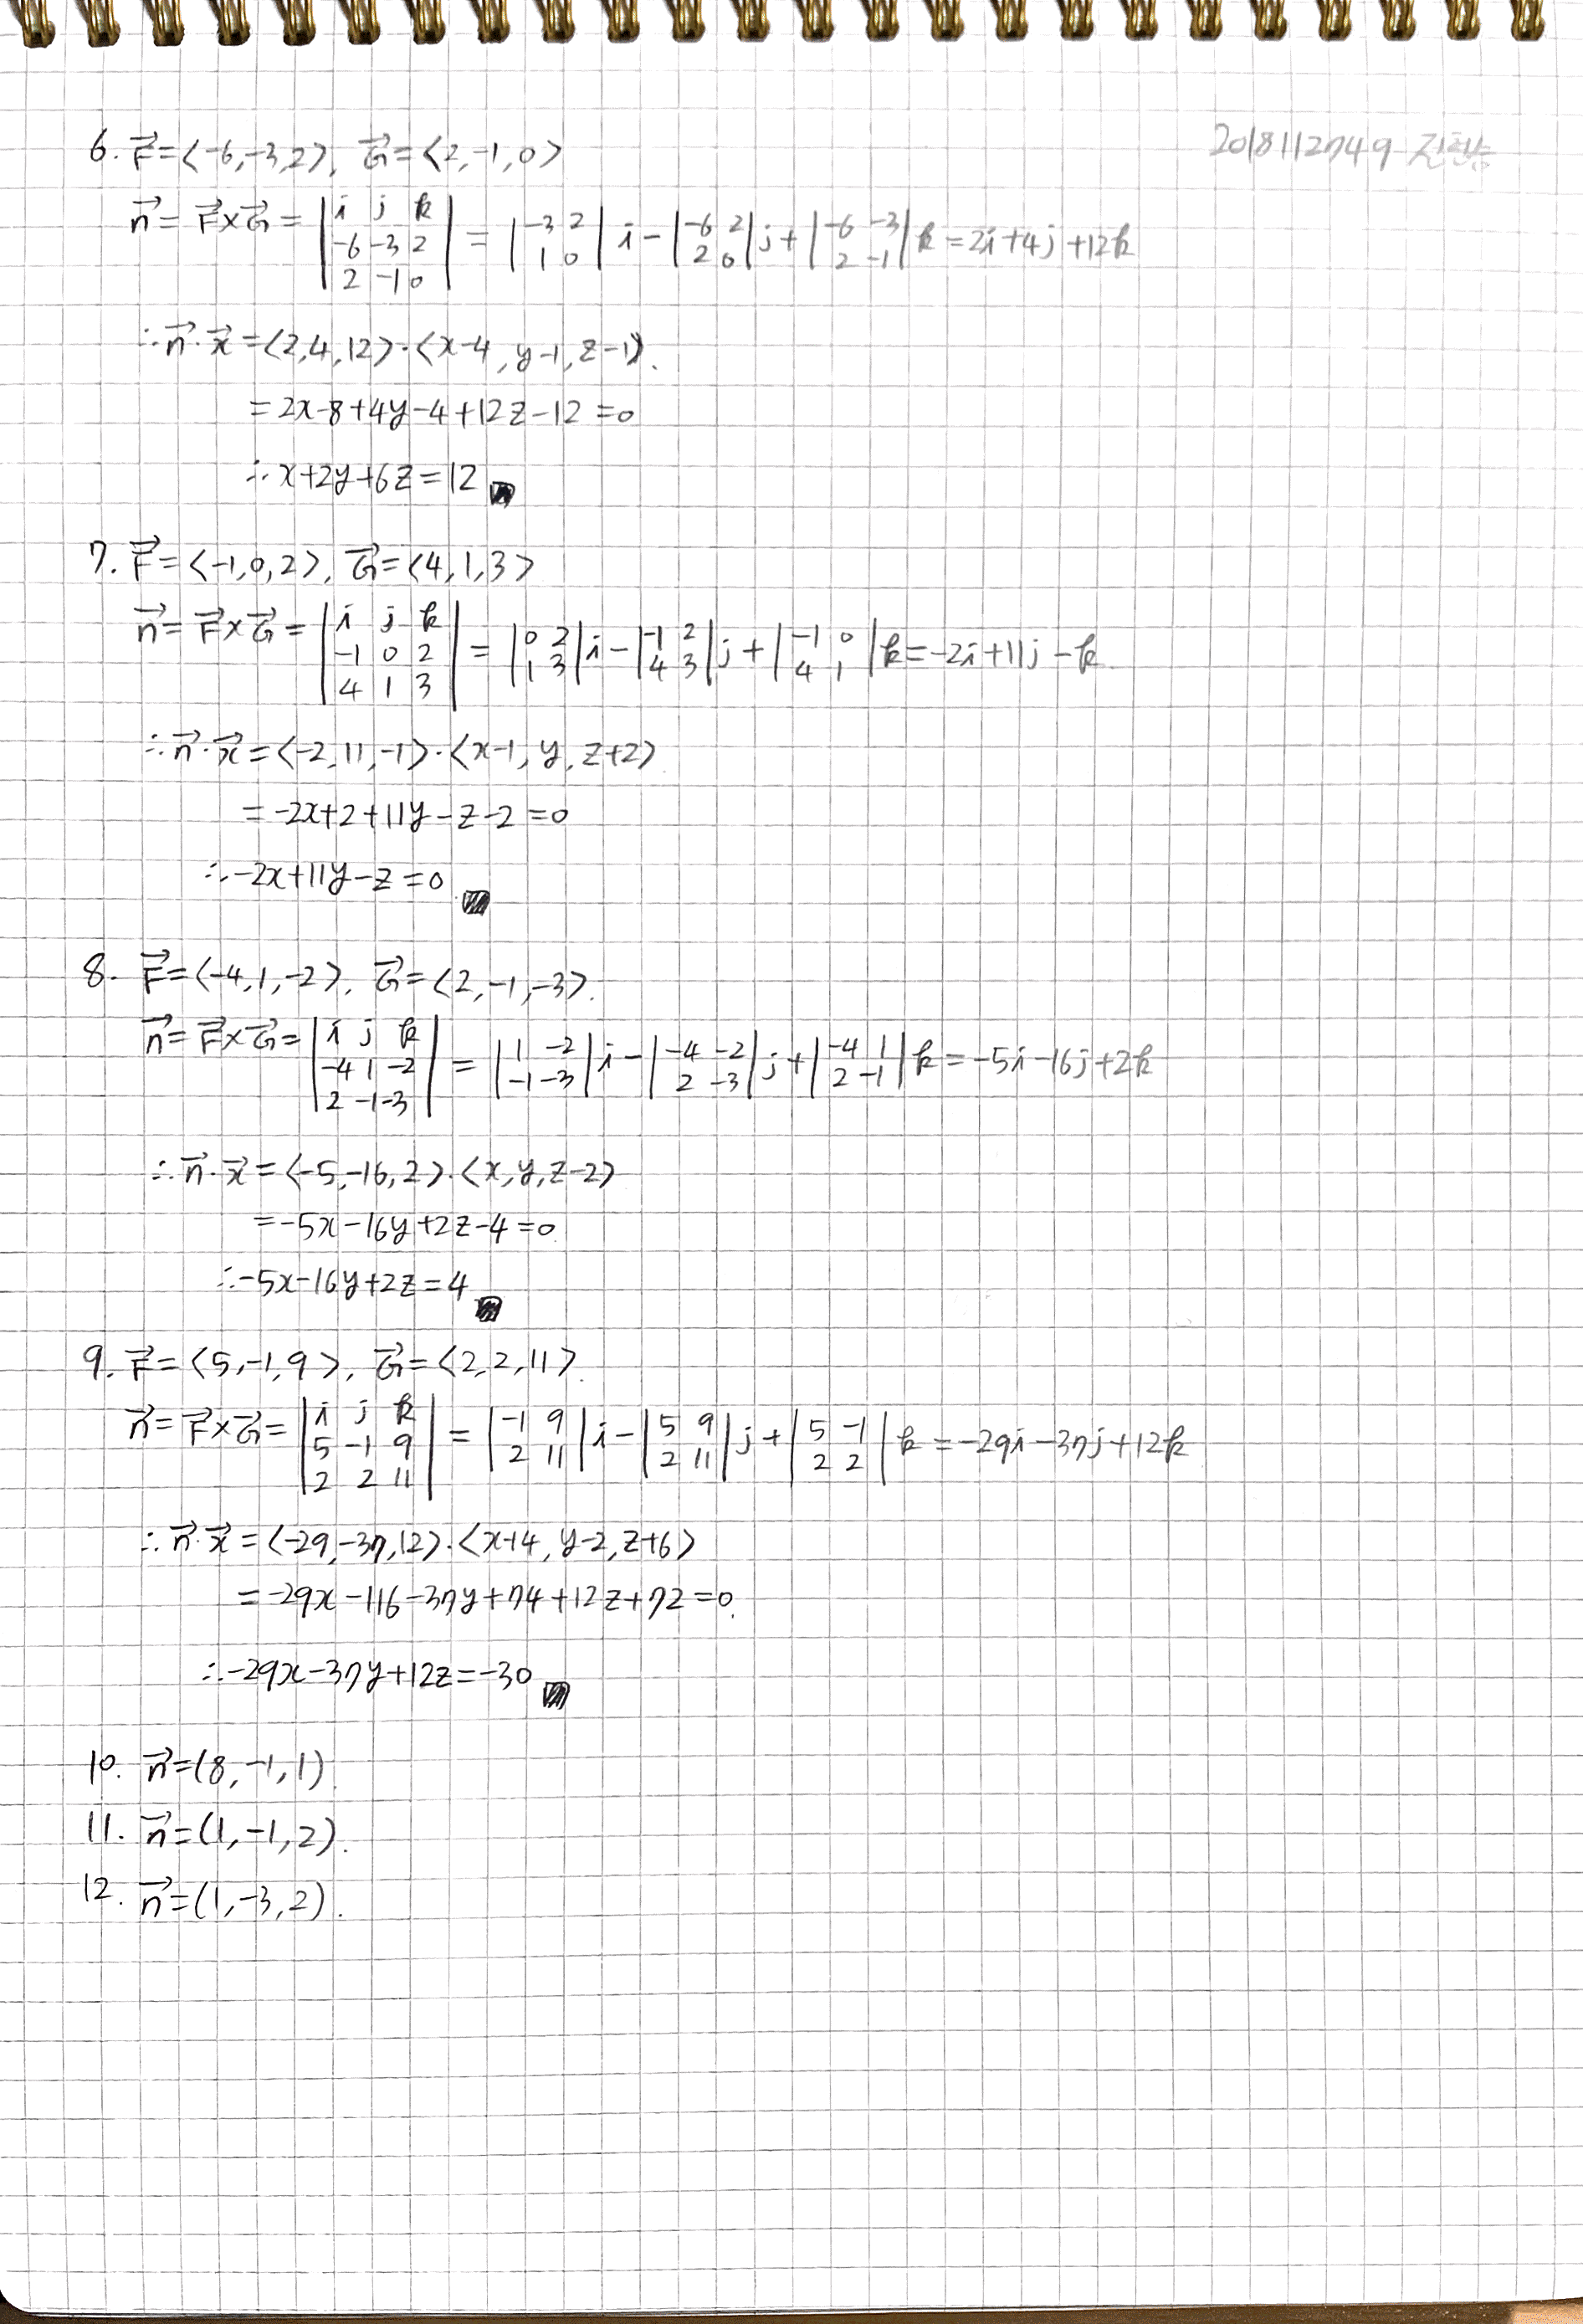 2018112749
6. F⃗=⟨-6,-3,2⟩, G⃗=⟨2,-1,0⟩
n⃗= F⃗×G⃗ = |i j k; -6 -3 2; 2 -1 0| = |-3 2; 1 0| i - |-6 2; 2 0| j + |-6 -3; 2 -1| k = 2i+4j+12k
∴ n⃗·x⃗ = ⟨2,4,12⟩·⟨x-4, y-1, z-1⟩.
= 2x-8+4y-4+12z-12=0
∴ x+2y+6z=12
7. F⃗=⟨-1,0,2⟩, G⃗=⟨4,1,3⟩
n⃗= F⃗×G⃗ = |i j k; -1 0 2; 4 1 3| = |0 2; 1 3| i - |-1 2; 4 3| j + |-1 0; 4 1| k = -2i+11j-k
∴ n⃗·x⃗ = ⟨-2,11,-1⟩·⟨x-1, y, z+2⟩
= -2x+2+11y-z-2=0
∴ -2x+11y-z=0
8. F⃗=⟨-4,1,-2⟩, G⃗=⟨2,-1,-3⟩.
n⃗= F⃗×G⃗ = |i j k; -4 1 -2; 2 -1 -3| = |1 -2; -1 -3| i - |-4 -2; 2 -3| j + |-4 1; 2 -1| k = -5i-16j+2k
∴ n⃗·x⃗ = ⟨-5,-16,2⟩·⟨x,y,z-2⟩
= -5x-16y+2z-4=0
∴ -5x-16y+2z=4
9. F⃗=⟨5,-1,9⟩, G⃗=⟨2,2,11⟩.
n⃗= F⃗×G⃗ = |i j k; 5 -1 9; 2 2 11| = |-1 9; 2 11| i - |5 9; 2 11| j + |5 -1; 2 2| k = -29i-37j+12k
∴ n⃗·x⃗ = ⟨-29,-37,12⟩·⟨x+4, y-2, z+6⟩
= -29x-116-37y+74+12z+72=0.
∴ -29x-37y+12z=-30
10. n⃗=(8,-1,1).
11. n⃗=(1,-1,2).
12. n⃗=(1,-3,2).